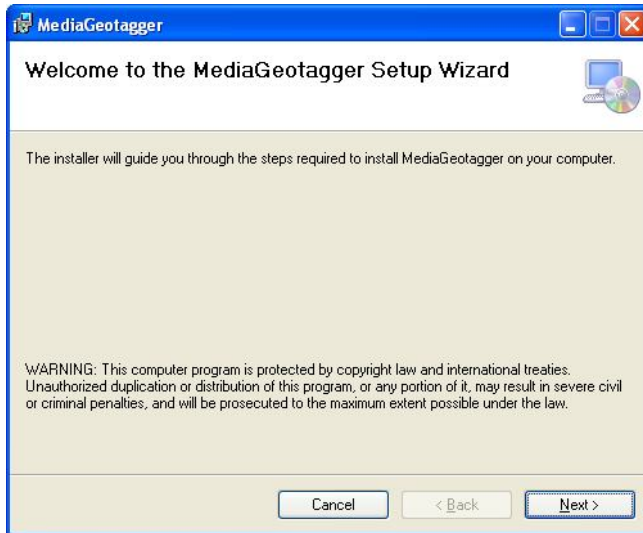 MediaGeotagger
Welcome to the MediaGeotagger Setup Wizard
The installer will guide you through the steps required to install MediaGeotagger on your computer.
WARNING: This computer program is protected by copyright law and international treaties.
Unauthorized duplication or distribution of this program, or any portion of it, may result in severe civil
or criminal penalties, and will be prosecuted to the maximum extent possible under the law.
Cancel < Back Next >